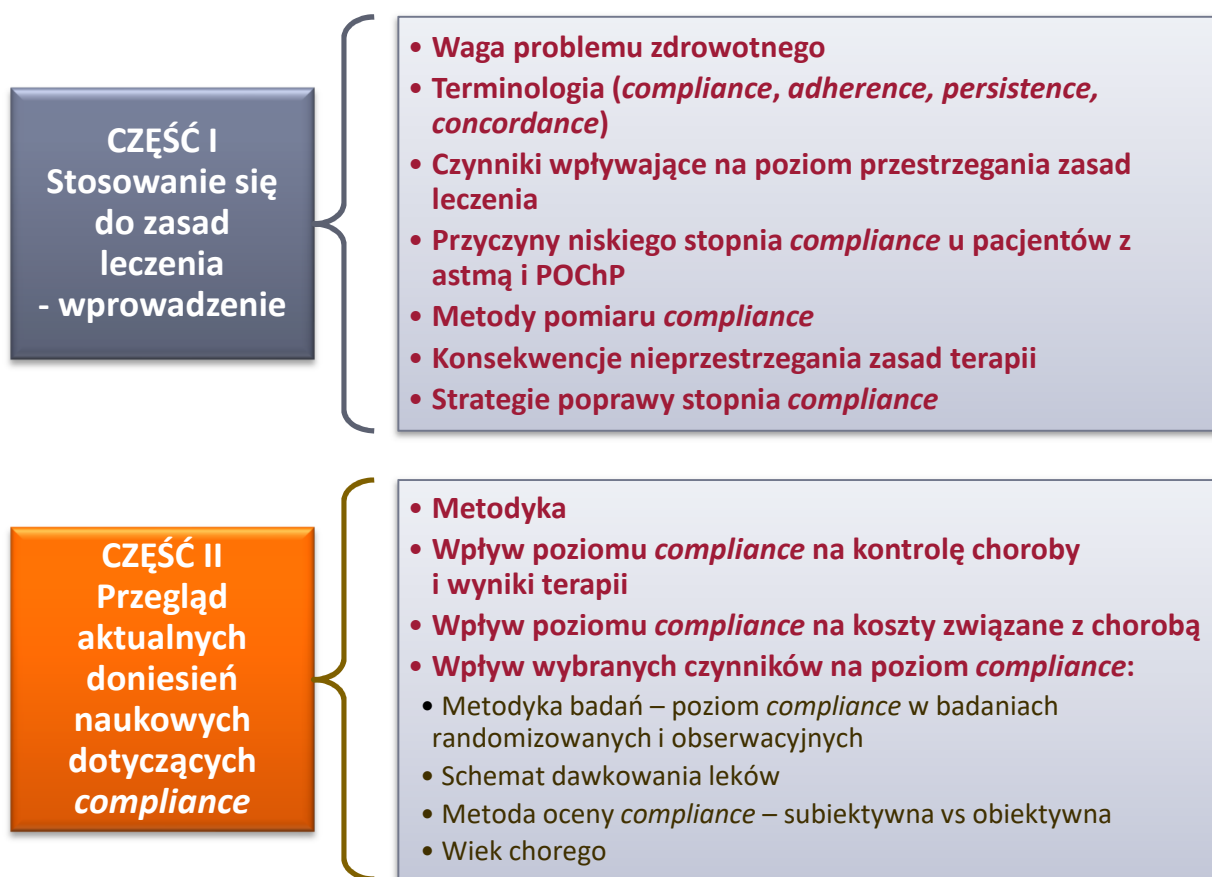 CZĘŚĆ I
Stosowanie się
do zasad
leczenia
- wprowadzenie
• Waga problemu zdrowotnego
• Terminologia (compliance, adherence, persistence,
concordance)
• Czynniki wpływające na poziom przestrzegania zasad
leczenia
• Przyczyny niskiego stopnia compliance u pacjentów z
astmą i POChP
• Metody pomiaru compliance
• Konsekwencje nieprzestrzegania zasad terapii
• Strategie poprawy stopnia compliance
CZĘŚĆ II
Przegląd
aktualnych
doniesień
naukowych
dotyczących
compliance
• Metodyka
• Wpływ poziomu compliance na kontrolę choroby
i wyniki terapii
• Wpływ poziomu compliance na koszty związane z chorobą
• Wpływ wybranych czynników na poziom compliance:
• Metodyka badań – poziom compliance w badaniach
randomizowanych i obserwacyjnych
• Schemat dawkowania leków
• Metoda oceny compliance – subiektywna vs obiektywna
• Wiek chorego